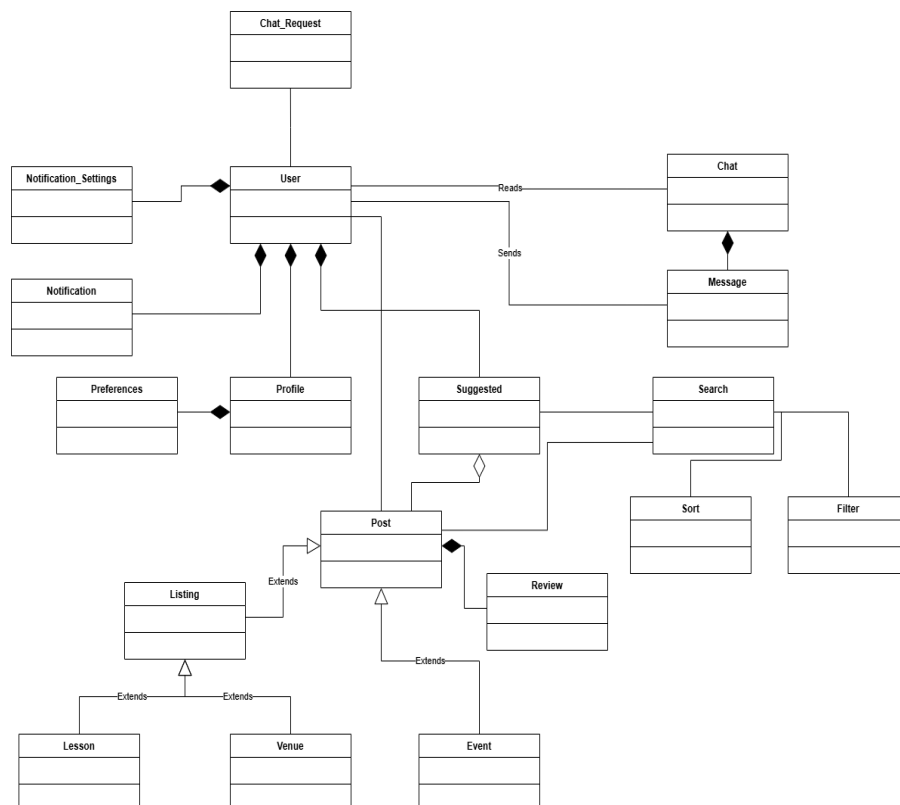 Chat_Request
Notification_Settings
User
Chat
Reads
Sends
Notification
Message
Preferences
Profile
Suggested
Search
Sort
Filter
Post
Extends
Listing
Review
Extends
Extends
Extends
Lesson
Venue
Event